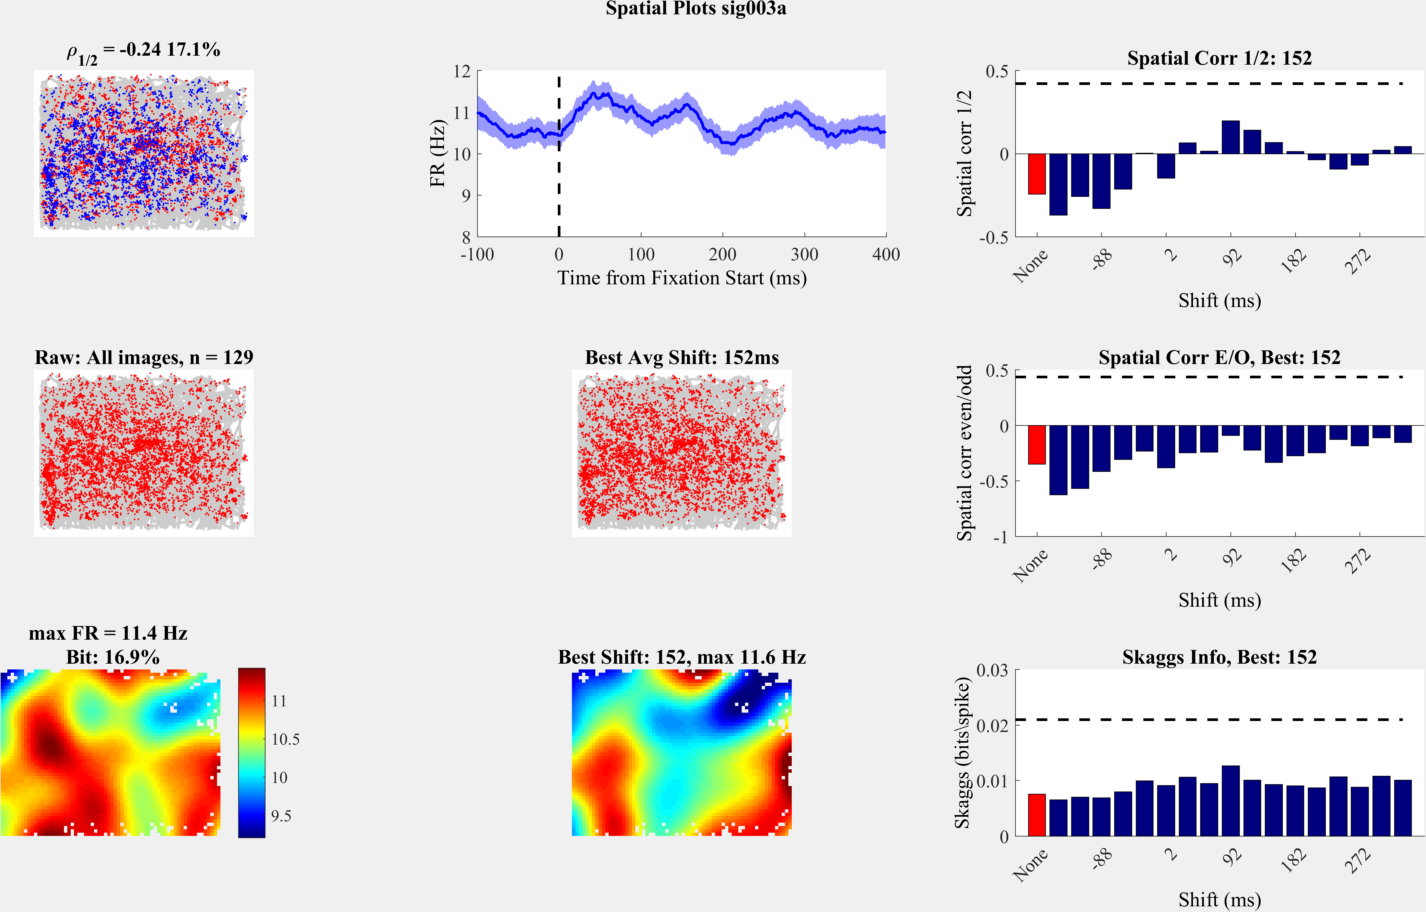 Spatial Plots sig003a
ρ1/2 = -0.24 17.1%
12
11
10
9
8
FR (Hz)
-100 0 100 200 300 400
Time from Fixation Start (ms)
Spatial Corr 1/2: 152
0.5
0
-0.5
Spatial corr 1/2
None -88 2 92 182 272
Shift (ms)
Raw: All images, n = 129
Best Avg Shift: 152ms
Spatial Corr E/O, Best: 152
0.5
0
-0.5
-1
Spatial corr even/odd
None -88 2 92 182 272
Shift (ms)
max FR = 11.4 Hz
Bit: 16.9%
11
10.5
10
9.5
Best Shift: 152, max 11.6 Hz
Skaggs Info, Best: 152
0.03
0.02
0.01
0
Skaggs (bits\spike)
None -88 2 92 182 272
Shift (ms)